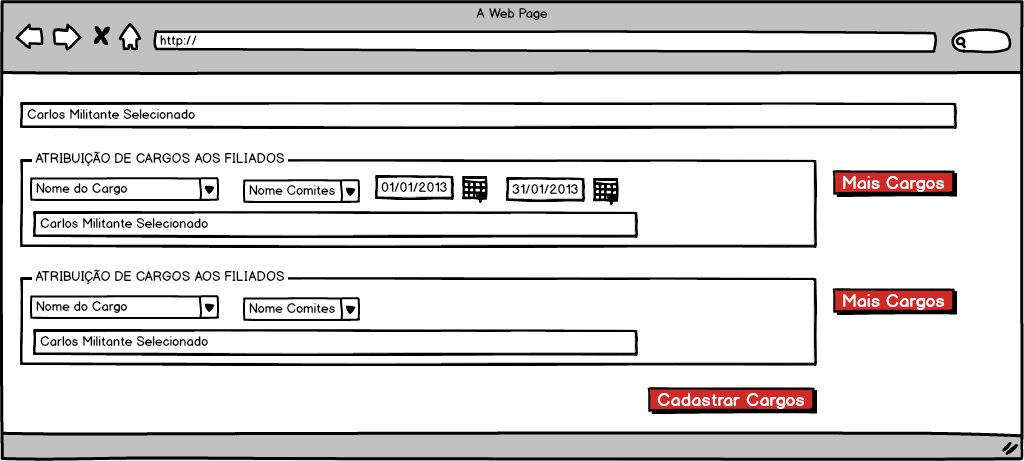 A Web Page
http://
Carlos Militante Selecionado
ATRIBUIÇÃO DE CARGOS AOS FILIADOS
Nome do Cargo Nome Comites 01/01/2013 31/01/2013 Mais Cargos
Carlos Militante Selecionado
ATRIBUIÇÃO DE CARGOS AOS FILIADOS
Nome do Cargo Nome Comites Mais Cargos
Carlos Militante Selecionado
Cadastrar Cargos